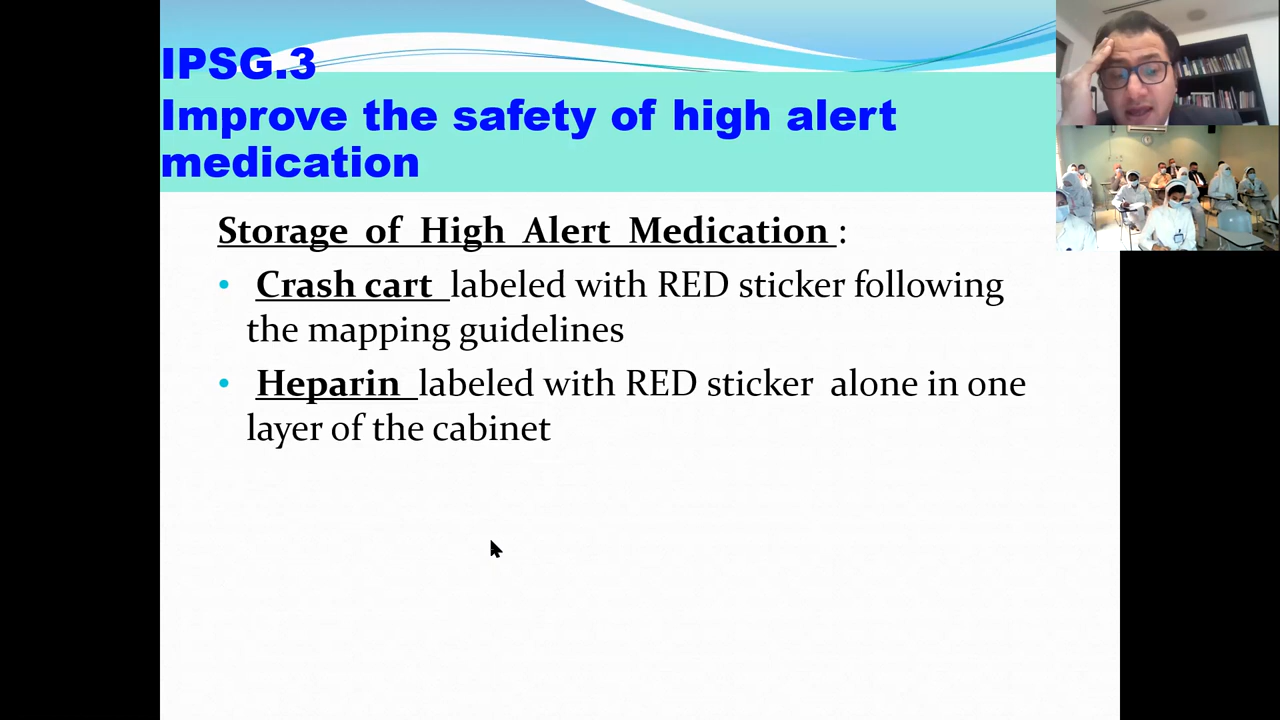 IPSG.3
Improve the safety of high alert
medication
Storage of High Alert Medication :
• Crash cart labeled with RED sticker following
the mapping guidelines
• Heparin labeled with RED sticker alone in one
layer of the cabinet